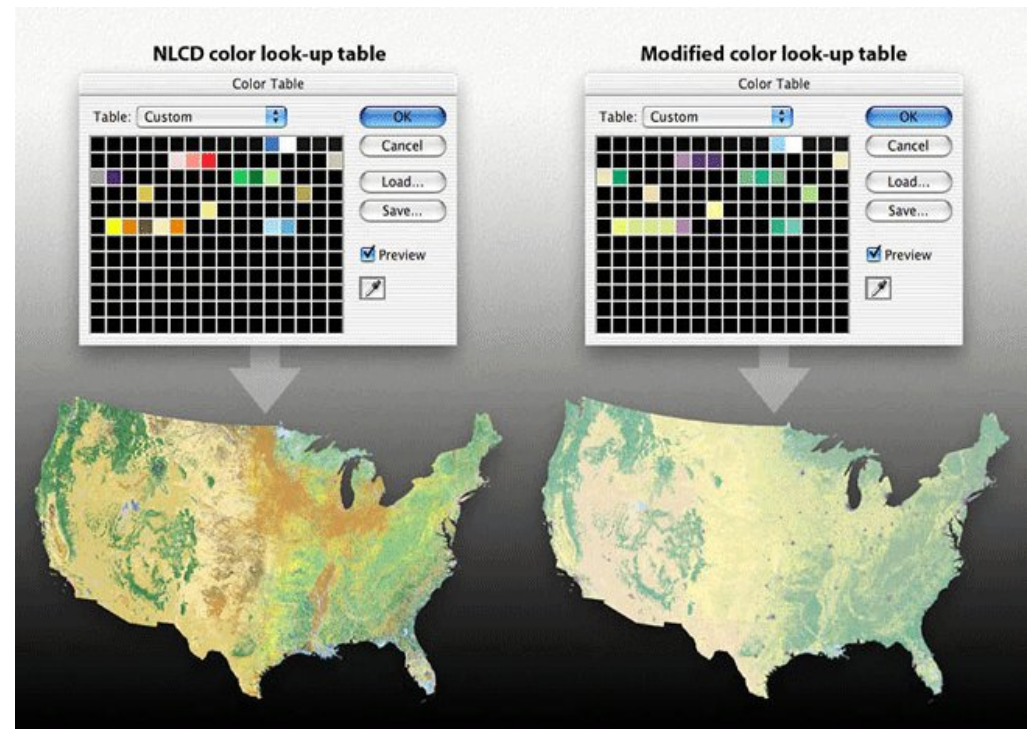 NLCD color look-up table
Color Table
Table: Custom
OK
Cancel
Load...
Save...
Preview
Modified color look-up table
Color Table
Table: Custom
OK
Cancel
Load...
Save...
Preview